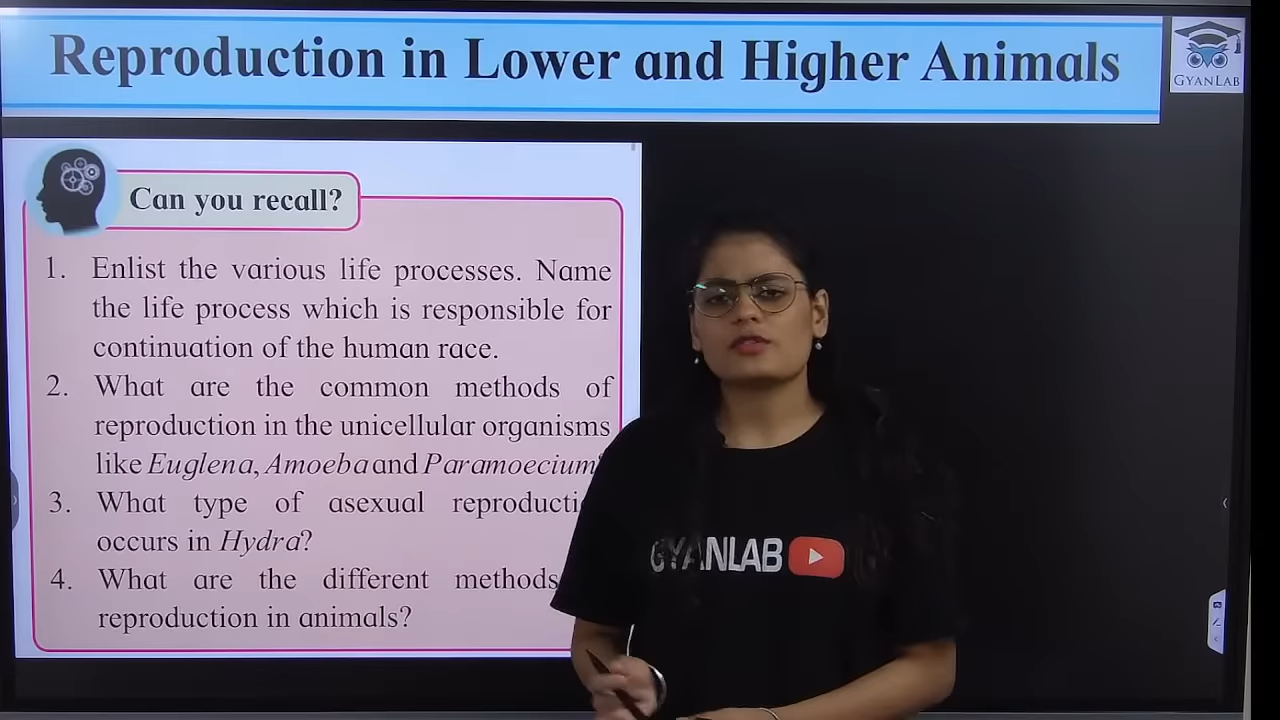 Reproduction in Lower and Higher Animals
GYANLAB
Can you recall?
1. Enlist the various life processes. Name
the life process which is responsible for
continuation of the human race.
2. What are the common methods of
reproduction in the unicellular organisms
like Euglena, Amoeba and Paramoecium
3. What type of asexual
occurs in Hydra?
4. What are the different methods
reproduction in animals?
GYANLAB